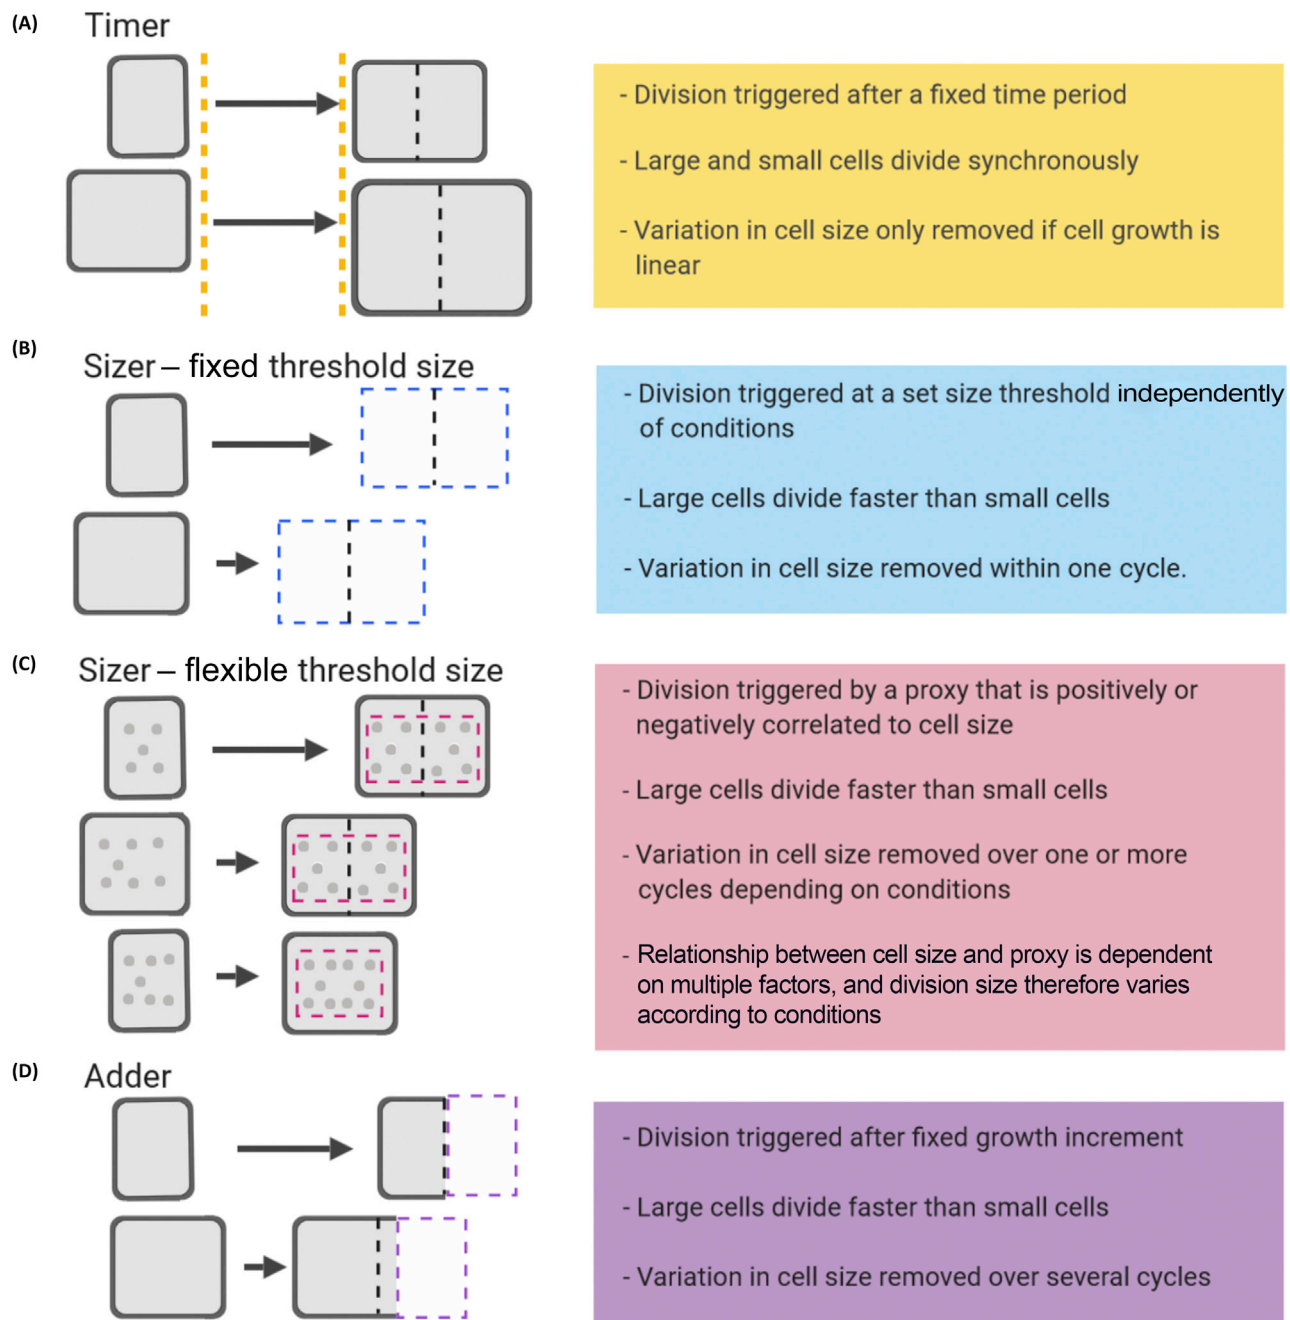 (A) Timer
- Division triggered after a fixed time period
- Large and small cells divide synchronously
- Variation in cell size only removed if cell growth is
linear
(B)
Sizer – fixed threshold size
- Division triggered at a set size threshold independently
of conditions
- Large cells divide faster than small cells
- Variation in cell size removed within one cycle.
(C)
Sizer – flexible threshold size
- Division triggered by a proxy that is positively or
negatively correlated to cell size
- Large cells divide faster than small cells
- Variation in cell size removed over one or more
cycles depending on conditions
- Relationship between cell size and proxy is dependent
on multiple factors, and division size therefore varies
according to conditions
(D)
Adder
- Division triggered after fixed growth increment
- Large cells divide faster than small cells
- Variation in cell size removed over several cycles